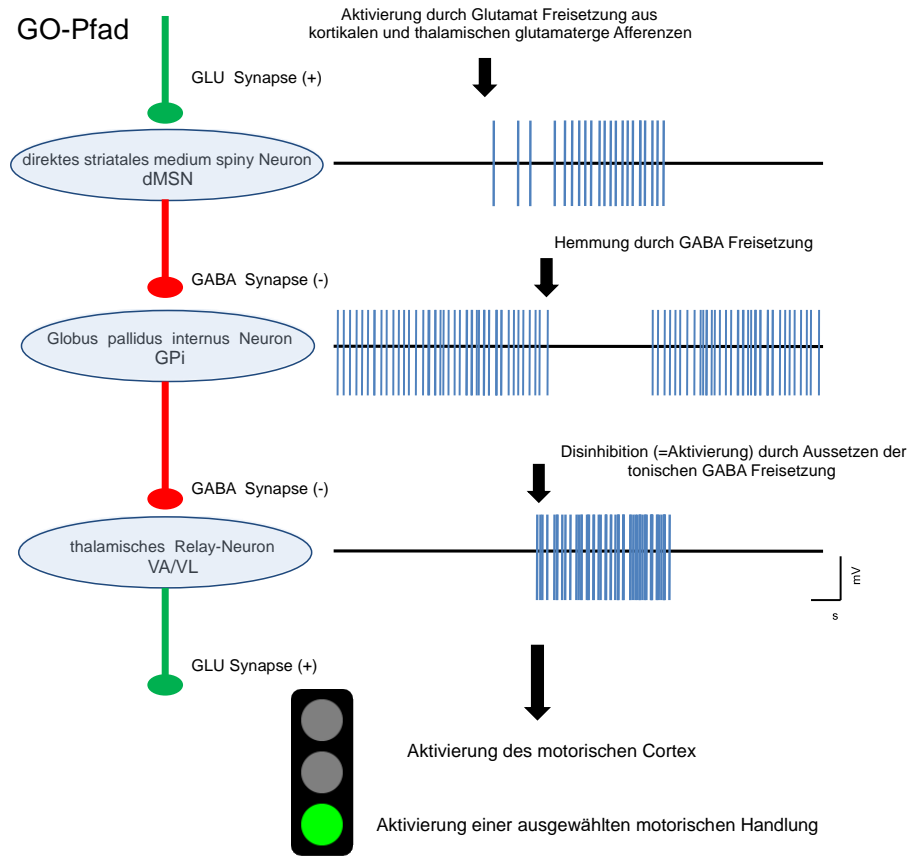 GO-Pfad
Aktivierung durch Glutamat Freisetzung aus
kortikalen und thalamischen glutamaterge Afferenzen
GLU Synapse (+)
direktes striatales medium spiny Neuron
dMSN
Hemmung durch GABA Freisetzung
GABA Synapse (-)
Globus pallidus internus Neuron
GPi
Disinhibition (=Aktivierung) durch Aussetzen der
tonischen GABA Freisetzung
GABA Synapse (-)
thalamisches Relay-Neuron
VA/VL
mV
s
GLU Synapse (+)
Aktivierung des motorischen Cortex
Aktivierung einer ausgewählten motorischen Handlung